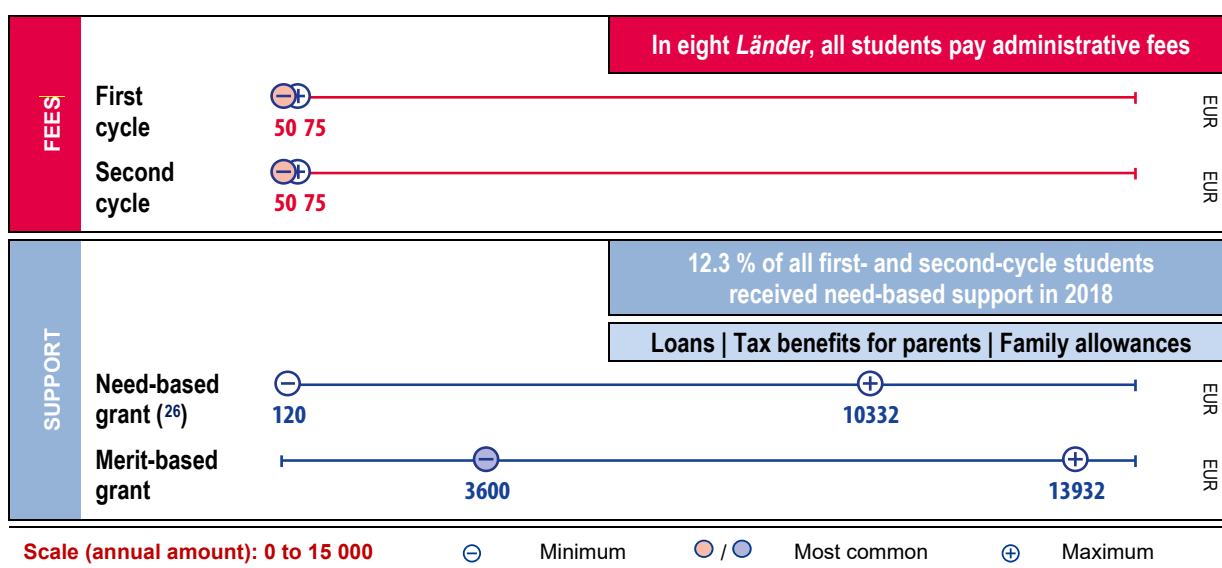 In eight Länder, all students pay administrative fees
FEES
First
cycle
50 75
EUR
Second
cycle
50 75
EUR
12.3 % of all first- and second-cycle students
received need-based support in 2018
Loans | Tax benefits for parents | Family allowances
SUPPORT
Need-based
grant (26)
120
10332
EUR
Merit-based
grant
3600
13932
EUR
Scale (annual amount): 0 to 15 000 Minimum / Most common Maximum